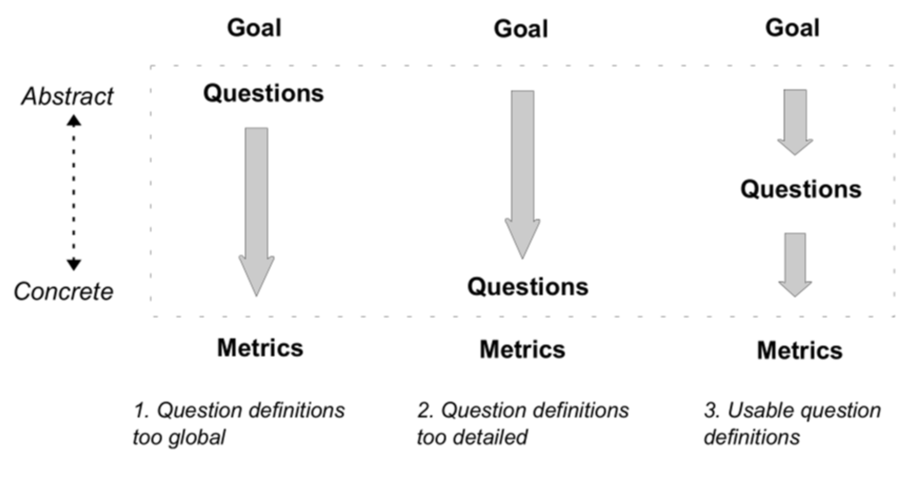 Goal Goal Goal
Abstract Questions
Questions
Concrete Questions
Metrics Metrics Metrics
1. Question definitions 2. Question definitions 3. Usable question
too global too detailed definitions